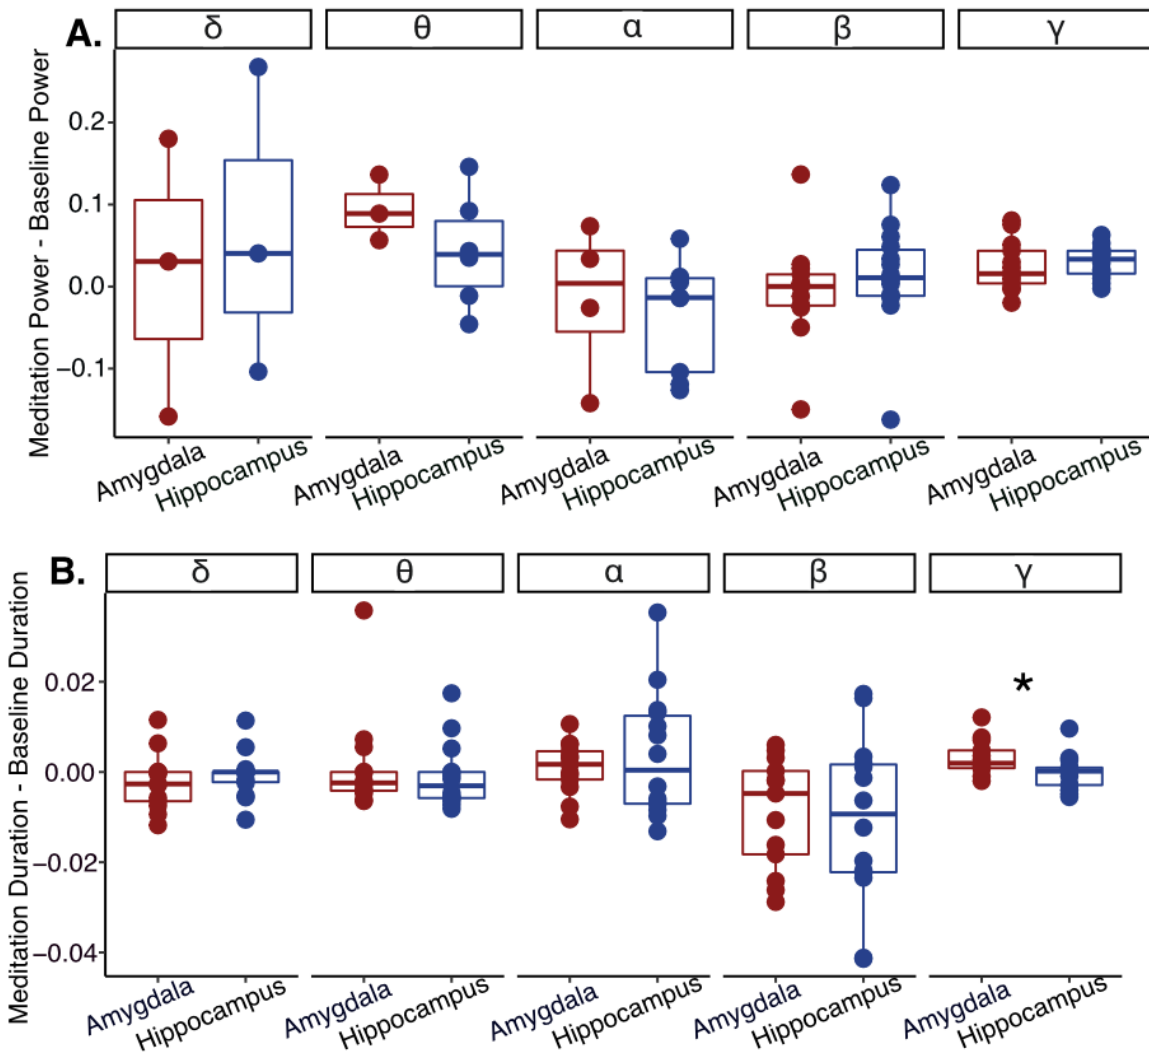 A.
δ θ α β γ
Meditation Power - Baseline Power
0.2
0.1
0.0
−0.1
Amygdala Hippocampus Amygdala Hippocampus Amygdala Hippocampus Amygdala Hippocampus Amygdala Hippocampus
B.
δ θ α β γ
Meditation Duration - Baseline Duration
0.02
0.00
−0.02
−0.04
*
Amygdala Hippocampus Amygdala Hippocampus Amygdala Hippocampus Amygdala Hippocampus Amygdala Hippocampus